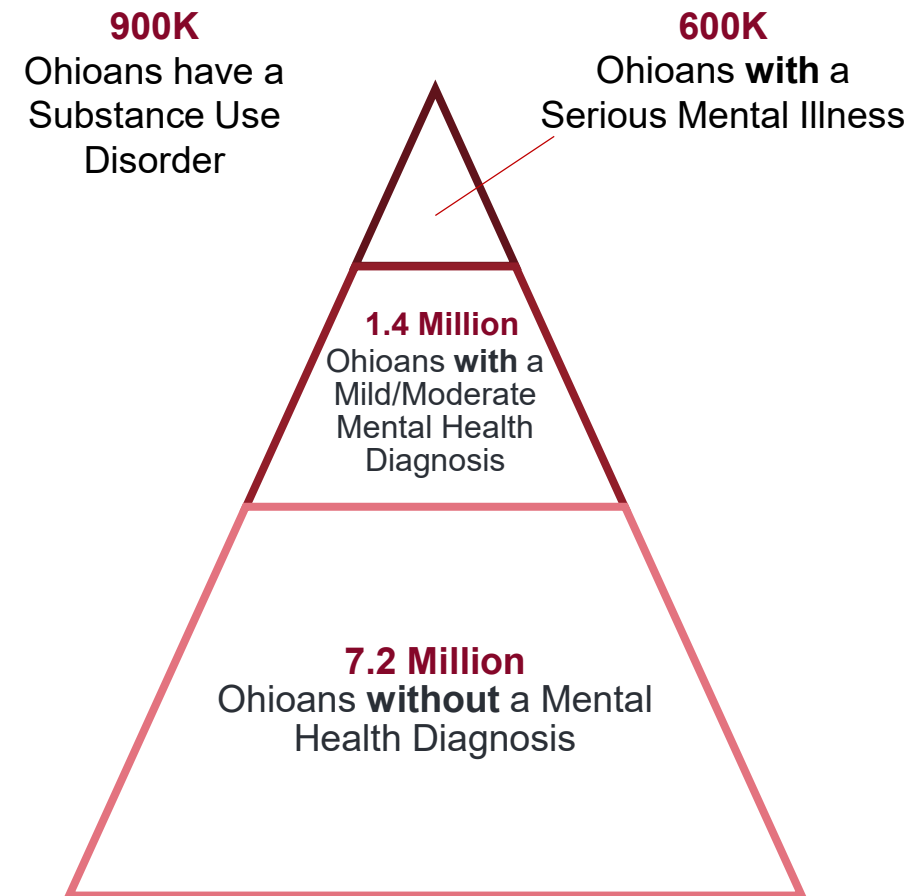 900K
Ohioans have a
Substance Use
Disorder
600K
Ohioans with a
Serious Mental Illness
1.4 Million
Ohioans with a
Mild/Moderate
Mental Health
Diagnosis
7.2 Million
Ohioans without a Mental
Health Diagnosis